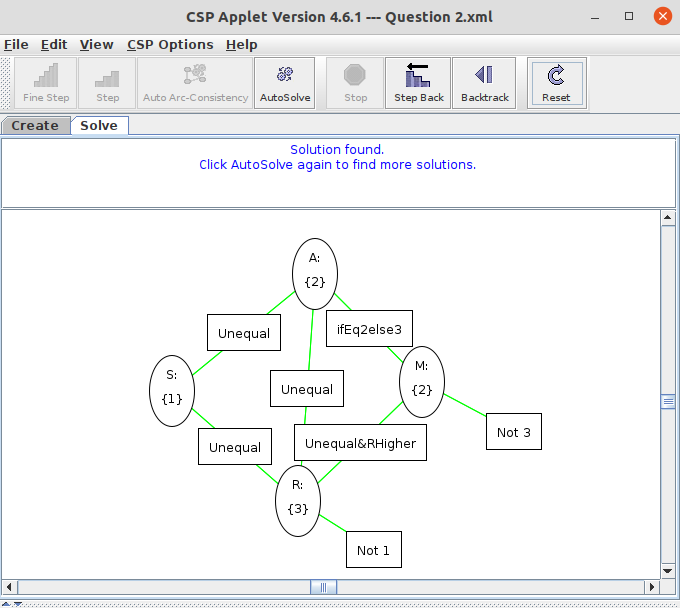 CSP Applet Version 4.6.1 --- Question 2.xml
File Edit View CSP Options Help
Fine Step Step Auto Arc-Consistency AutoSolve Stop Step Back Backtrack Reset
Create Solve
Solution found.
Click AutoSolve again to find more solutions.
A:
{2}
Unequal
ifEq2else3
S:
{1}
Unequal
M:
{2}
Not 3
Unequal
Unequal&RHigher
R:
{3}
Not 1